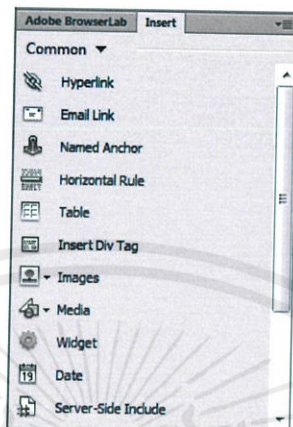 Adobe BrowserLab Insert
Common
Hyperlink
Email Link
Named Anchor
Horizontal Rule
Table
Insert Div Tag
Images
Media
Widget
19 Date
Server-Side Include